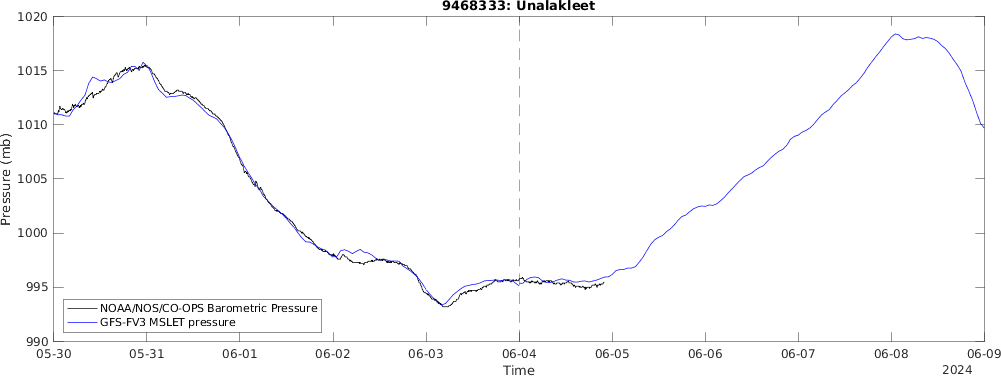 9468333: Unalakleet
1020
1015
1010
1005
1000
995
990
Pressure (mb)
NOAA/NOS/CO-OPS Barometric Pressure
GFS-FV3 MSLET pressure
05-30 05-31 06-01 06-02 06-03 06-04 06-05 06-06 06-07 06-08 06-09
Time
2024